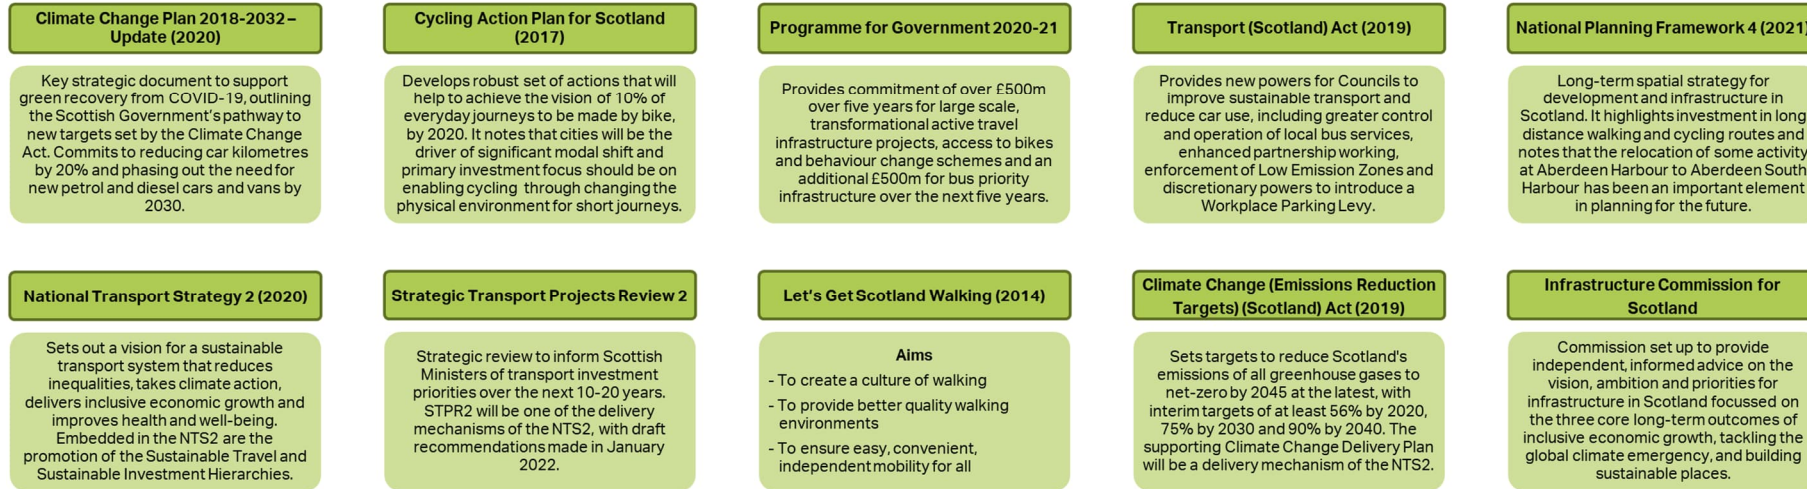 Climate Change Plan 2018-2032 –
Update (2020)
Key strategic document to support
green recovery from COVID-19, outlining
the Scottish Government's pathway to
new targets set by the Climate Change
Act. Commits to reducing car kilometres
by 20% and phasing out the need for
new petrol and diesel cars and vans by
2030.
Cycling Action Plan for Scotland
(2017)
Develops robust set of actions that will
help to achieve the vision of 10% of
everyday journeys to be made by bike,
by 2020. It notes that cities will be the
driver of significant modal shift and
primary investment focus should be on
enabling cycling through changing the
physical environment for short journeys.
Programme for Government 2020-21
Provides commitment of over £500m
over five years for large scale,
transformational active travel
infrastructure projects, access to bikes
and behaviour change schemes and an
additional £500m for bus priority
infrastructure over the next five years.
Transport (Scotland) Act (2019)
Provides new powers for Councils to
improve sustainable transport and
reduce car use, including greater control
and operation of local bus services,
enhanced partnership working,
enforcement of Low Emission Zones and
discretionary powers to introduce a
Workplace Parking Levy.
National Planning Framework 4 (2021)
Long-term spatial strategy for
development and infrastructure in
Scotland. It highlights investment in long
distance walking and cycling routes and
notes that the relocation of some activity
at Aberdeen Harbour to Aberdeen South
Harbour has been an important element
in planning for the future.
National Transport Strategy 2 (2020)
Sets out a vision for a sustainable
transport system that reduces
inequalities, takes climate action,
delivers inclusive economic growth and
improves health and well-being.
Embedded in the NTS2 are the
promotion of the Sustainable Travel and
Sustainable Investment Hierarchies.
Strategic Transport Projects Review 2
Strategic review to inform Scottish
Ministers of transport investment
priorities over the next 10-20 years.
STPR2 will be one of the delivery
mechanisms of the NTS2, with draft
recommendations made in January
2022.
Let's Get Scotland Walking (2014)
Aims
- To create a culture of walking
- To provide better quality walking
environments
- To ensure easy, convenient,
independent mobility for all
Climate Change (Emissions Reduction
Targets) (Scotland) Act (2019)
Sets targets to reduce Scotland's
emissions of all greenhouse gases to
net-zero by 2045 at the latest, with
interim targets of at least 56% by 2020,
75% by 2030 and 90% by 2040. The
supporting Climate Change Delivery Plan
will be a delivery mechanism of the NTS2.
Infrastructure Commission for
Scotland
Commission set up to provide
independent, informed advice on the
vision, ambition and priorities for
infrastructure in Scotland focussed on
the three core long-term outcomes of
inclusive economic growth, tackling the
global climate emergency, and building
sustainable places.